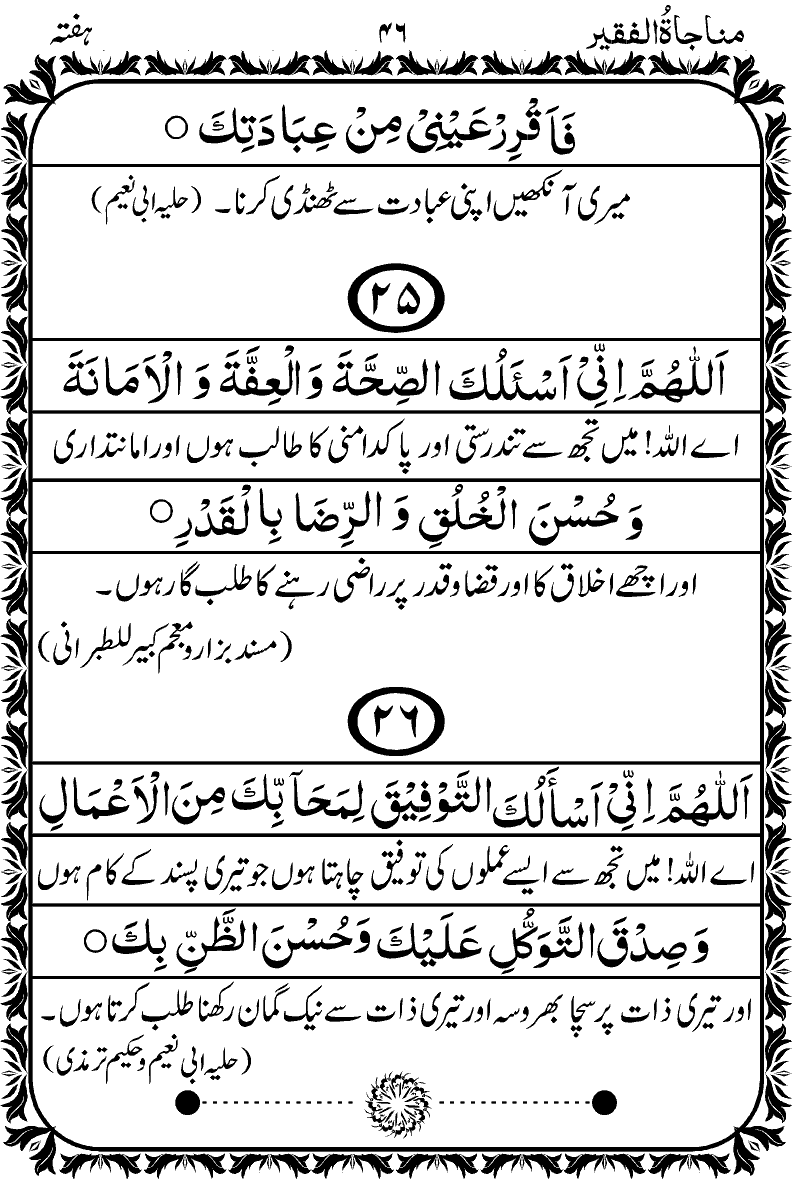 مناجاۃُالفقیر ۴۶ ہفتہ
فَاَقْرِرْعَيْنِيْ مِنْ عِبَادَتِكَ ○
میری آنکھیں اپنی عبادت سے ٹھنڈی کرنا۔ (حلیہ ابی نعیم)
۲۵
اَللّٰهُمَّ اِنِّيْ اَسْئَلُكَ الصِّحَّةَ وَالْعِفَّةَ وَ الْاَمَانَةَ
اے اللہ! میں تجھ سے تندرستی اور پاکدامنی کا طالب ہوں اور امانتداری
وَ حُسْنَ الْخُلُقِ وَ الرِّضَا بِالْقَدْرِ ○
اور اچھے اخلاق کا اور قضا و قدر پر راضی رہنے کا طلب گار ہوں۔
(مسند بزار و معجم کبیر للطبرانی)
۲۶
اَللّٰهُمَّ اِنِّيْ اَسْأَلُكَ التَّوْفِيْقَ لِمَحَآبِّكَ مِنَ الْاَعْمَالِ
اے اللہ! میں تجھ سے ایسے عملوں کی توفیق چاہتا ہوں جو تیری پسند کے کام ہوں
وَ صِدْقَ التَّوَكُّلِ عَلَيْكَ وَحُسْنَ الظَّنِّ بِكَ ○
اور تیری ذات پر سچا بھروسہ اور تیری ذات سے نیک گمان رکھنا طلب کرتا ہوں۔
(حلیہ ابی نعیم و حکیم ترمذی)